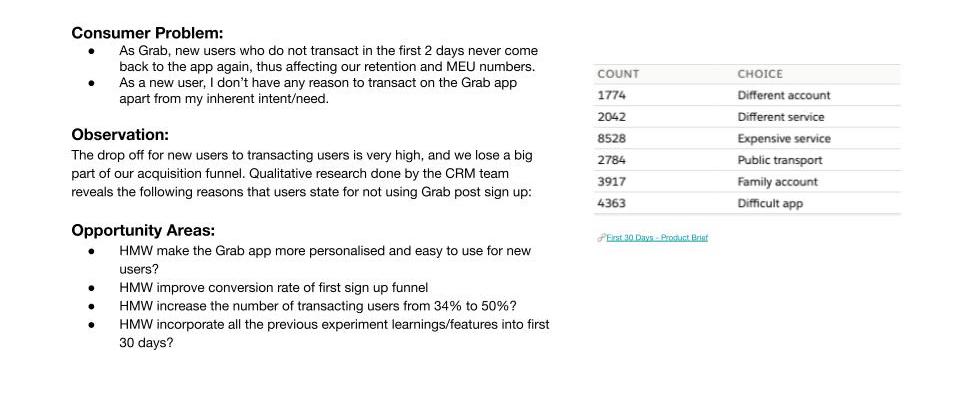 Consumer Problem:
● As Grab, new users who do not transact in the first 2 days never come
back to the app again, thus affecting our retention and MEU numbers.
● As a new user, I don’t have any reason to transact on the Grab app
apart from my inherent intent/need.
Observation:
The drop off for new users to transacting users is very high, and we lose a big
part of our acquisition funnel. Qualitative research done by the CRM team
reveals the following reasons that users state for not using Grab post sign up:
Opportunity Areas:
● HMW make the Grab app more personalised and easy to use for new
users?
● HMW improve conversion rate of first sign up funnel
● HMW increase the number of transacting users from 34% to 50%?
● HMW incorporate all the previous experiment learnings/features into first
30 days?
COUNT CHOICE
1774 Different account
2042 Different service
8528 Expensive service
2784 Public transport
3917 Family account
4363 Difficult app
First 30 Days - Product Brief